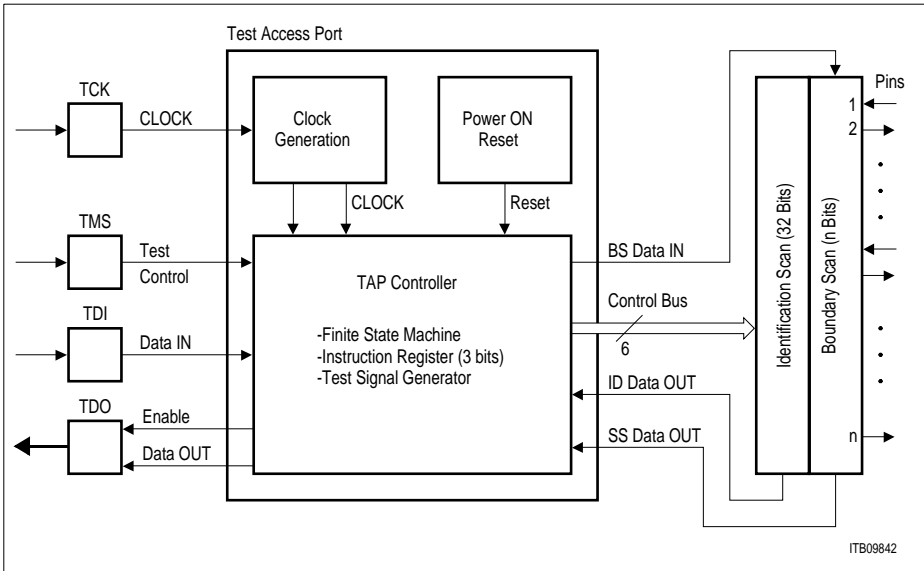 Test Access Port
Pins
TCK
CLOCK
Clock
Generation
Power ON
Reset
1
2
CLOCK
Reset
TMS
Test
Control
BS Data IN
TAP Controller
Control Bus
6
-Finite State Machine
-Instruction Register (3 bits)
-Test Signal Generator
TDI
Data IN
ID Data OUT
TDO
Enable
Data OUT
SS Data OUT
Identification Scan (32 Bits)
Boundary Scan (n Bits)
n
ITB09842